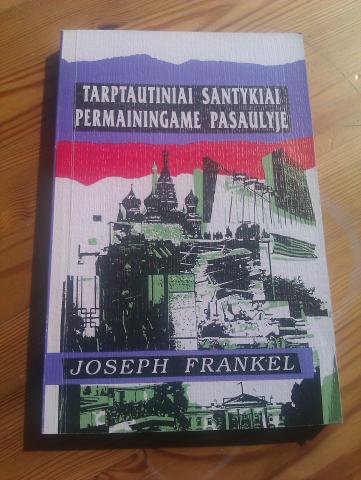 TARPTAUTINIAI SANTYKIAI
PERMAININGAME PASAULYJE
JOSEPH FRANKEL